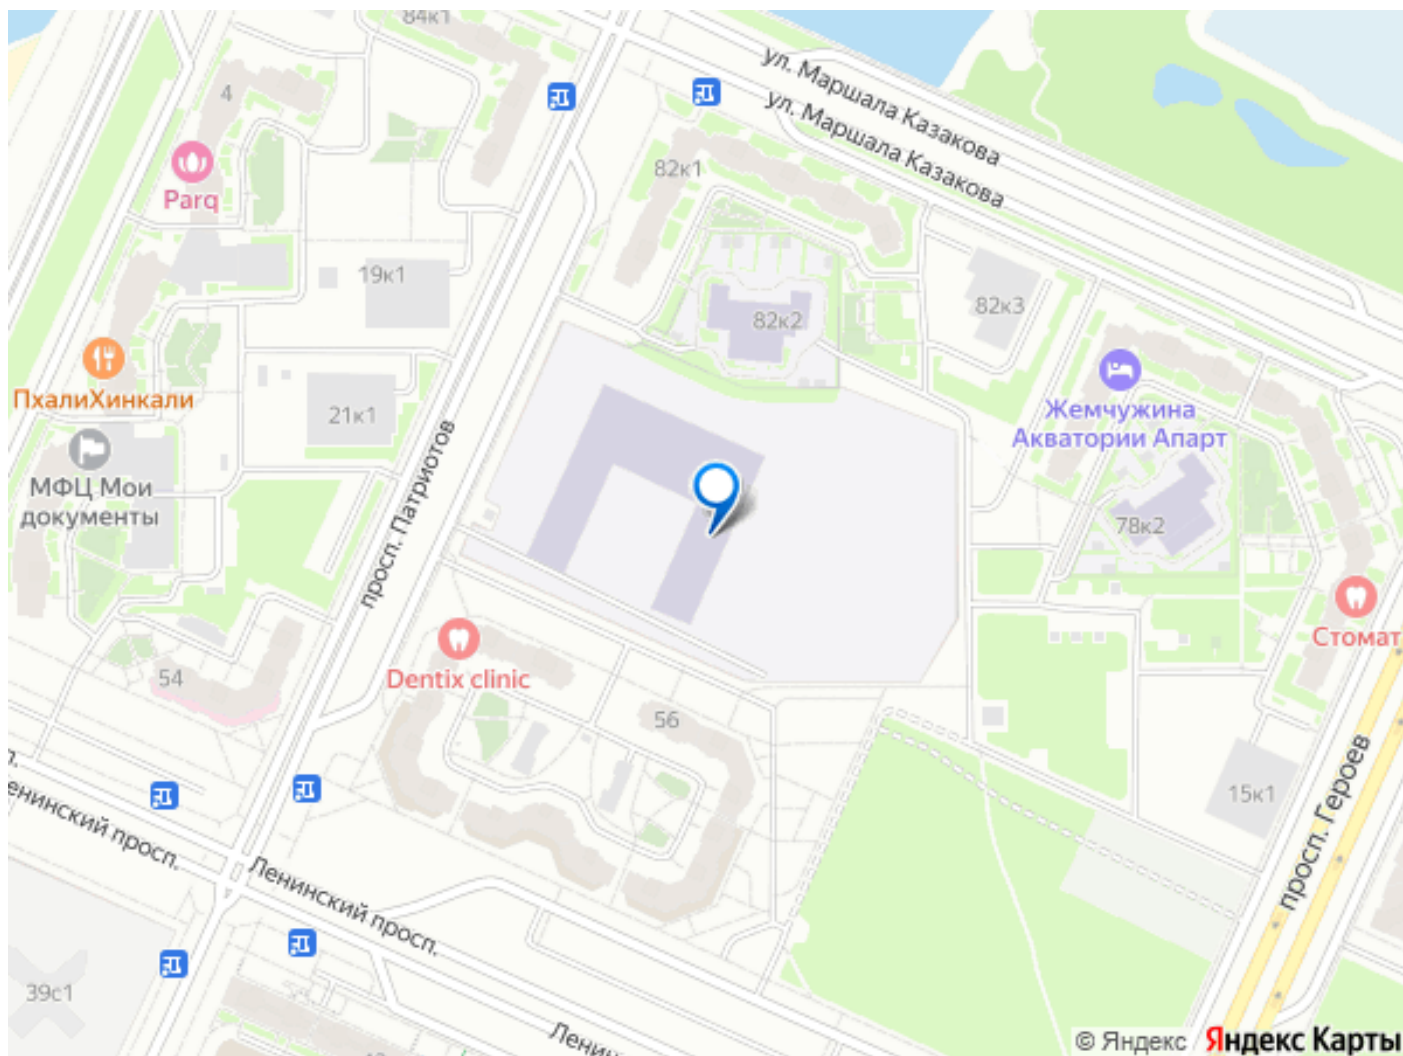 84к1
ул. Маршала Казакова
ул. Маршала Казакова
4
Parq
82к1
19к1
82к2
82к3
ПхалиХинкали
21к1
Жемчужина
Акватории Апарт
МФЦ Мои
документы
просп. Патриотов
78к2
Стомат
Dentix clinic
54
56
15к1
просп. Героев
енинский просп.
Ленинский просп.
39с1
Ленин
© Яндекс
Яндекс Карты